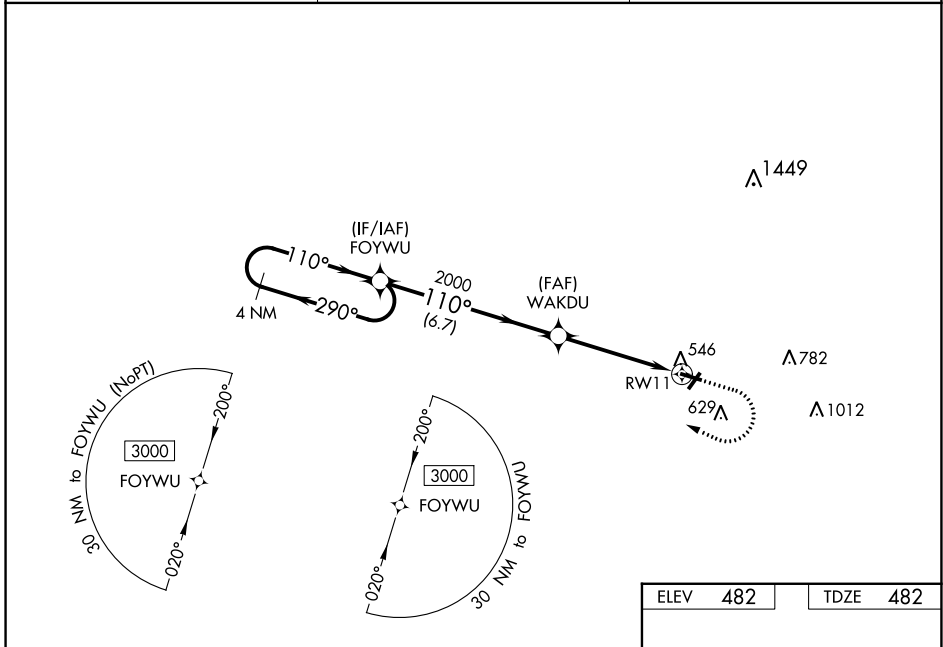 1449
(IF/IAF)
FOYWU
110°
4 NM
290°
2000
110°
(6.7)
(FAF)
WAKDU
546
RW11
782
629
1012
30 NM to FOYWU (NoPT)
200°
3000
FOYWU
020°
200°
3000
FOYWU
020°
30 NM to FOYWU
ELEV 482
TDZE 482